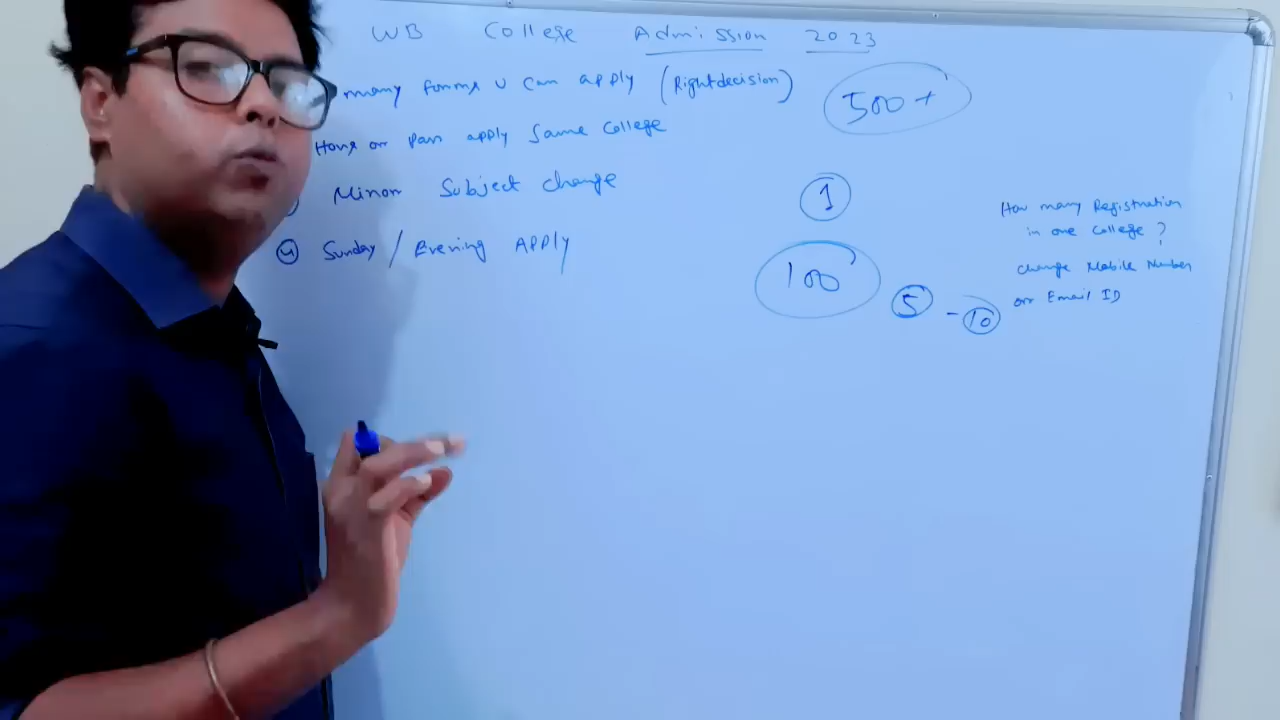 WB College Admission 2023
many forms u can apply (Right decision)
500+
Hons or Pass apply Same College
Minor Subject change
1
④ Sunday / Evening APPLY
100
5 - 10
How many Registration
in one College ?
change Mobile Number
or Email ID